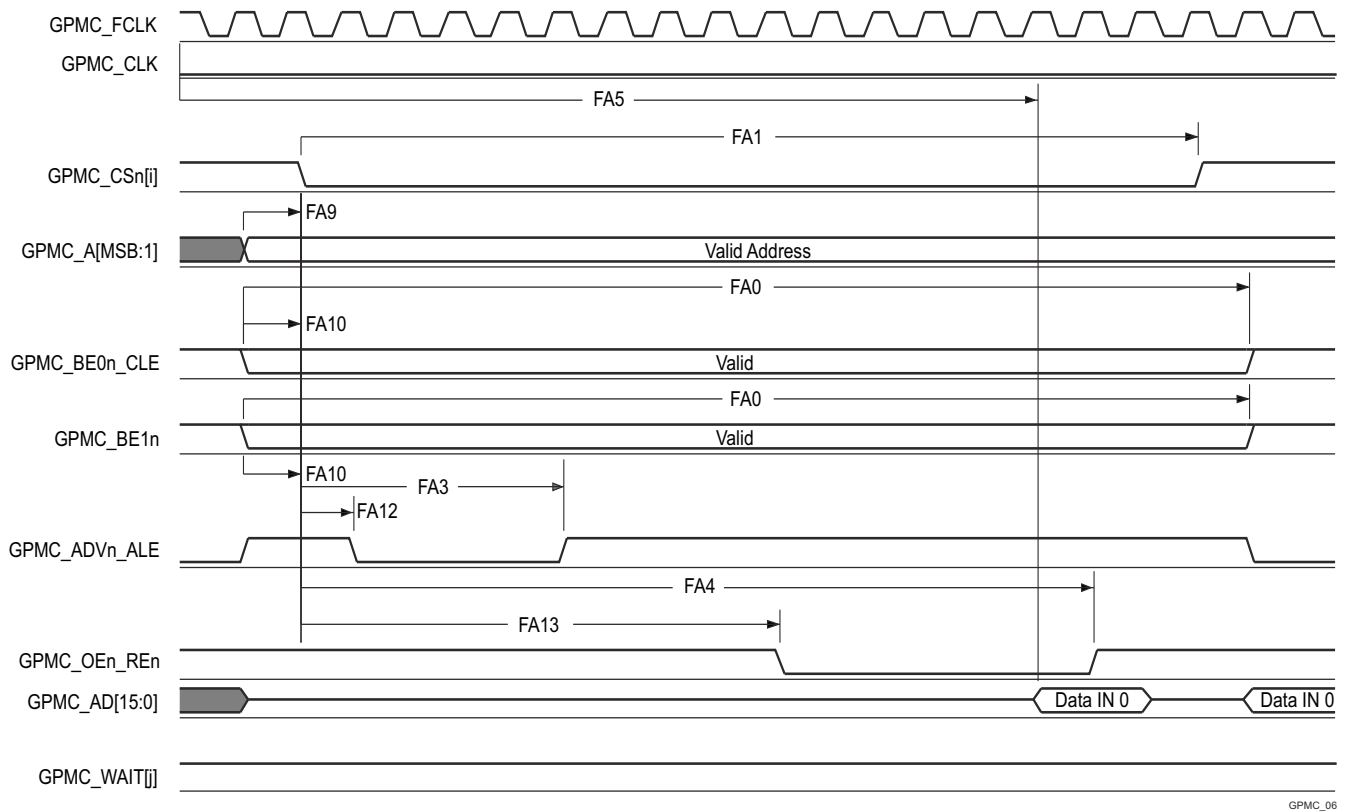 GPMC_FCLK
GPMC_CLK
FA5
FA1
GPMC_CSn[i]
FA9
GPMC_A[MSB:1]
Valid Address
FA0
FA10
GPMC_BE0n_CLE
Valid
FA0
GPMC_BE1n
Valid
FA10
FA3
FA12
GPMC_ADVn_ALE
FA4
FA13
GPMC_OEn_REn
GPMC_AD[15:0]
Data IN 0
Data IN 0
GPMC_WAIT[j]
GPMC_06